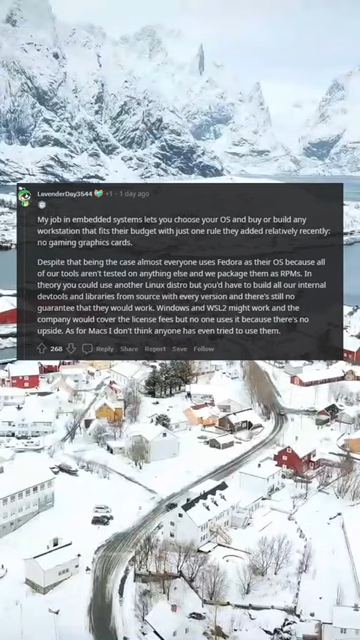 LavenderDay3544 +1 · 1 day ago
My job in embedded systems lets you choose your OS and buy or build any
workstation that fits their budget with just one rule they added relatively recently:
no gaming graphics cards.
Despite that being the case almost everyone uses Fedora as their OS because all
of our tools aren't tested on anything else and we package them as RPMs. In
theory you could use another Linux distro but you'd have to build all our internal
devtools and libraries from source with every version and there's still no
guarantee that they would work. Windows and WSL2 might work and the
company would cover the license fees but no one uses it because there's no
upside. As for Macs I don't think anyone has even tried to use them.
268 Reply Share Report Save Follow